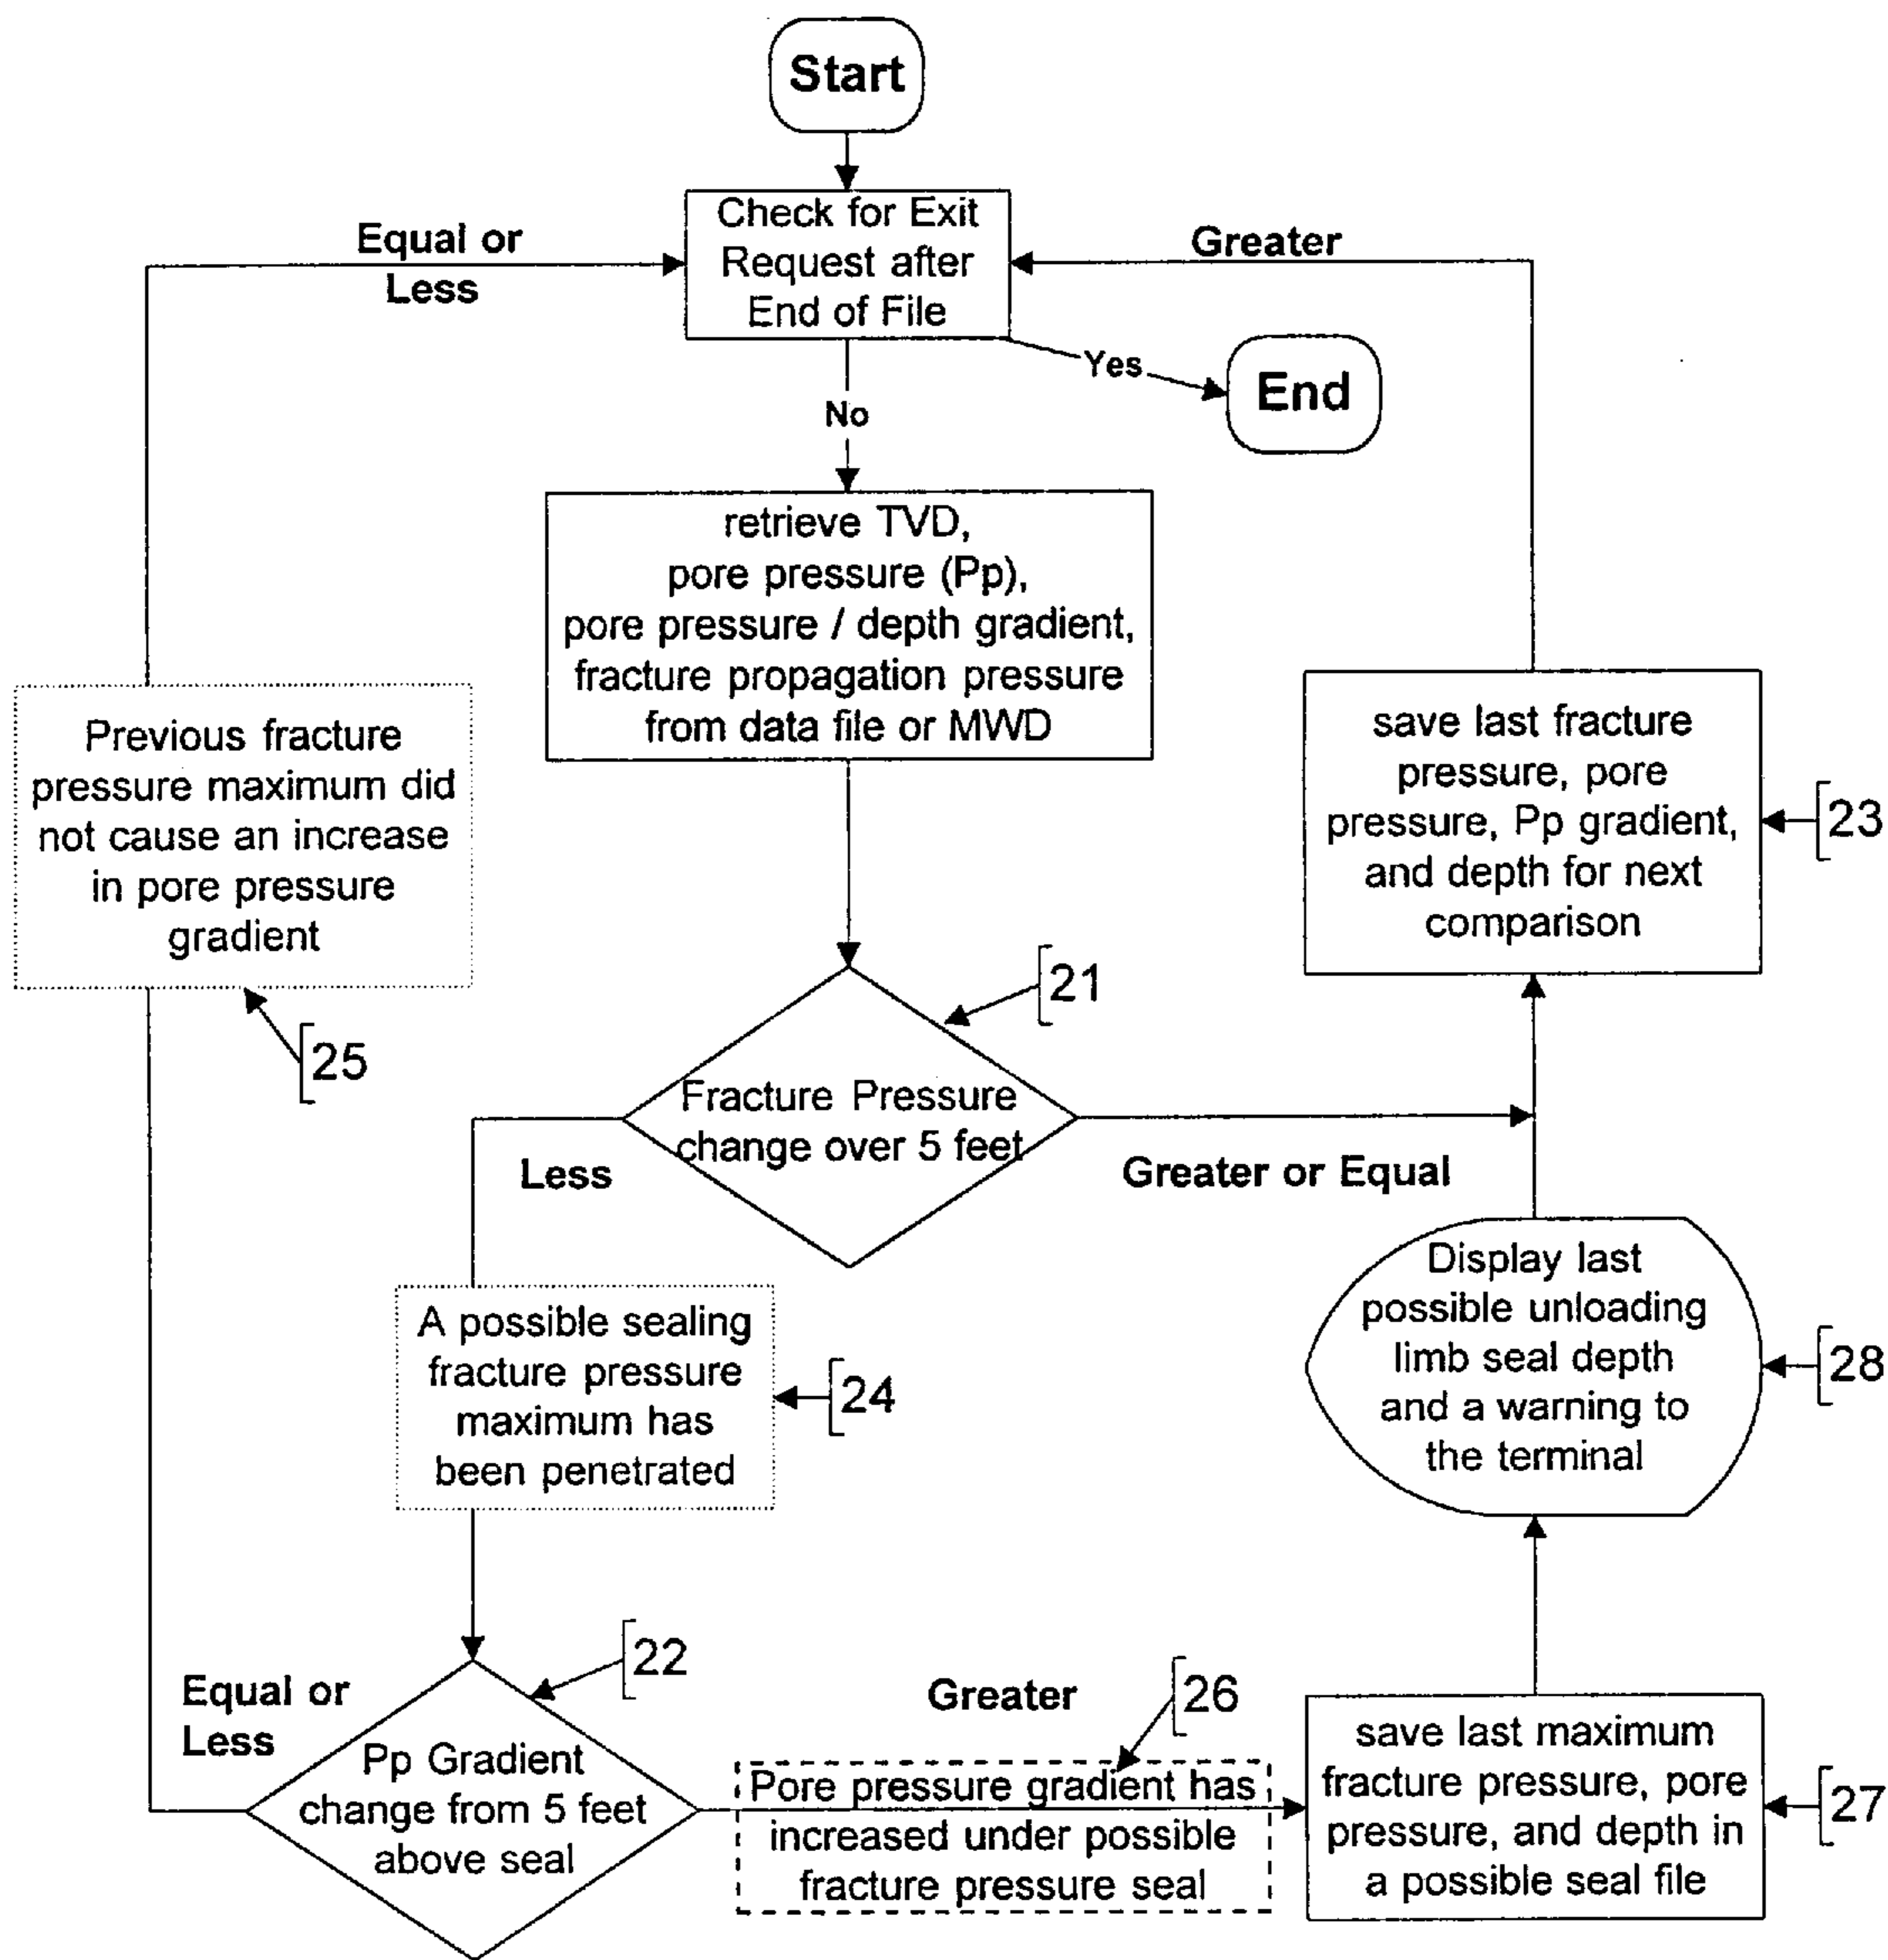 Start
Check for Exit
Request after
End of File
Equal or
Less
Greater
Yes
End
No
retrieve TVD,
pore pressure (Pp),
pore pressure / depth gradient,
fracture propagation pressure
from data file or MWD
Previous fracture
pressure maximum did
not cause an increase
in pore pressure
gradient
25
save last fracture
pressure, pore
pressure, Pp gradient,
and depth for next
comparison
23
21
Fracture Pressure
change over 5 feet
Less
Greater or Equal
A possible sealing
fracture pressure
maximum has
been penetrated
24
Display last
possible unloading
limb seal depth
and a warning to
the terminal
28
22
Equal or
Less
Pp Gradient
change from 5 feet
above seal
Greater
26
Pore pressure gradient has
increased under possible
fracture pressure seal
save last maximum
fracture pressure, pore
pressure, and depth in
a possible seal file
27